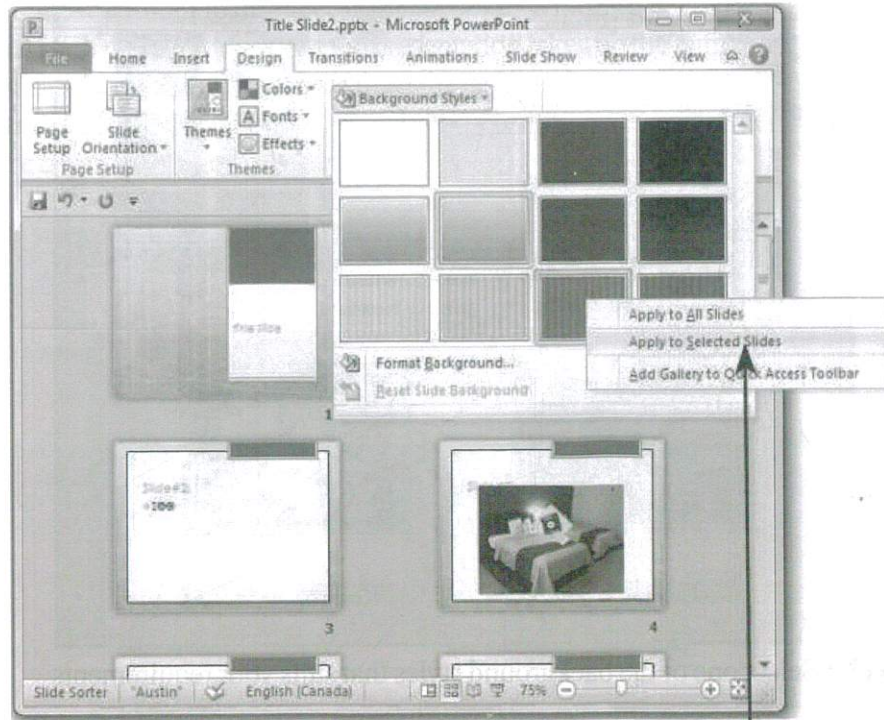 Title Slide2.pptx - Microsoft PowerPoint
File Home Insert Design Transitions Animations Slide Show Review View
Page Setup
Slide Orientation
Themes
Colors
Fonts
Effects
Background Styles
Page Setup Themes
Apply to All Slides
Apply to Selected Slides
Add Gallery to Quick Access Toolbar
Format Background...
Reset Slide Background
Title Slide
1
Slide#2
3
4
Slide Sorter "Austin" English (Canada) 75%